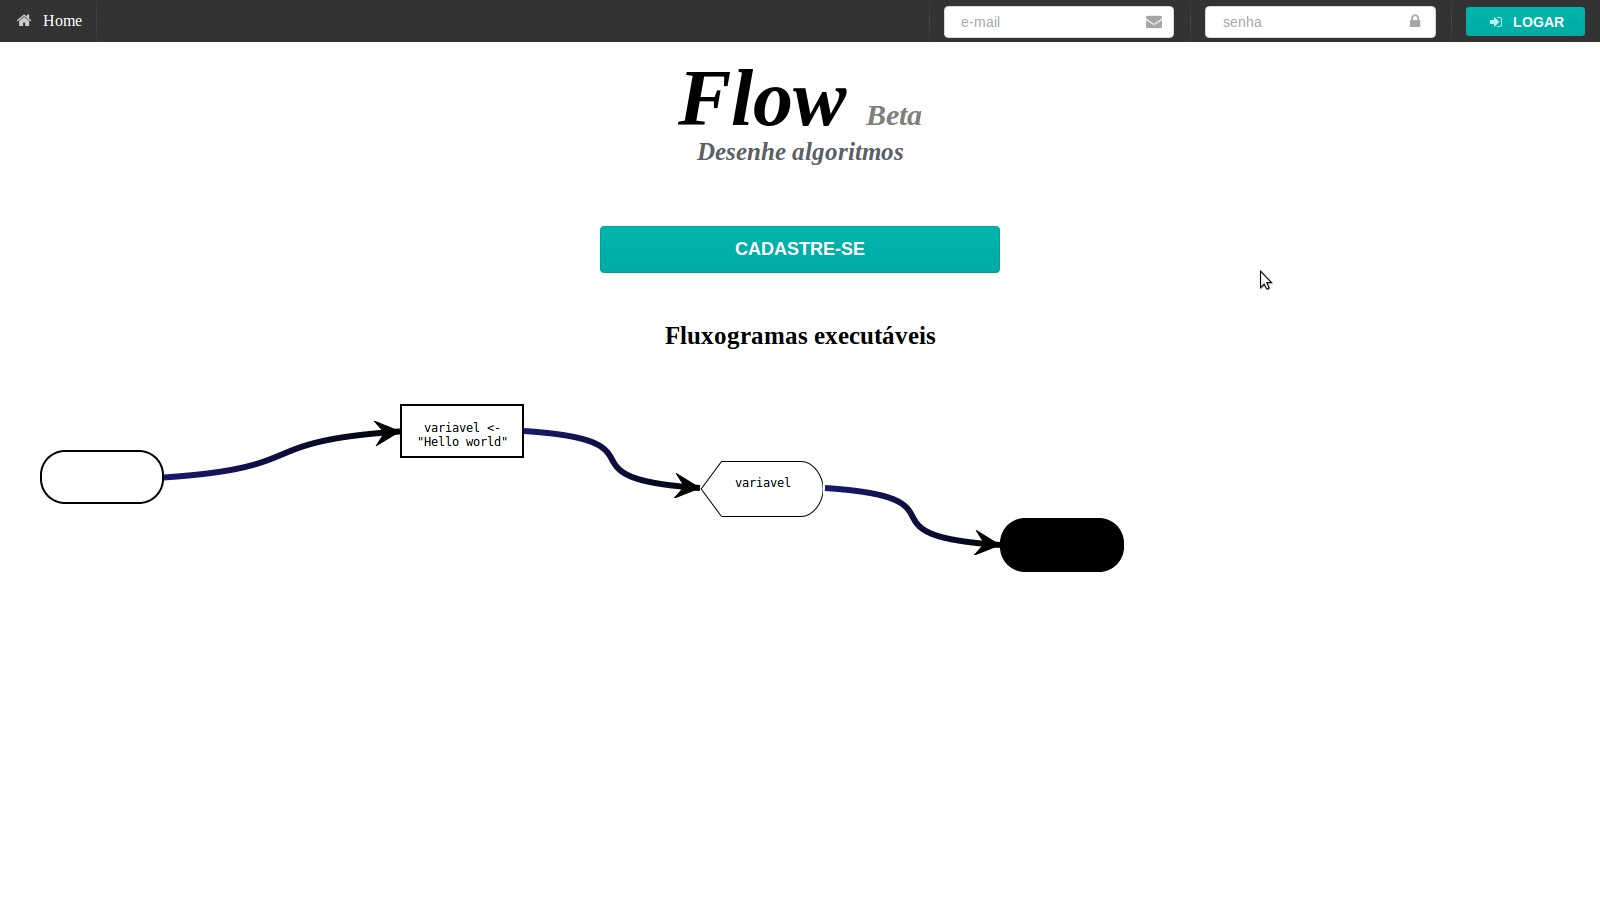 Home
e-mail
senha
LOGAR
Flow Beta
Desenhe algoritmos
CADASTRE-SE
Fluxogramas executáveis
variavel <-
"Hello world"
variavel